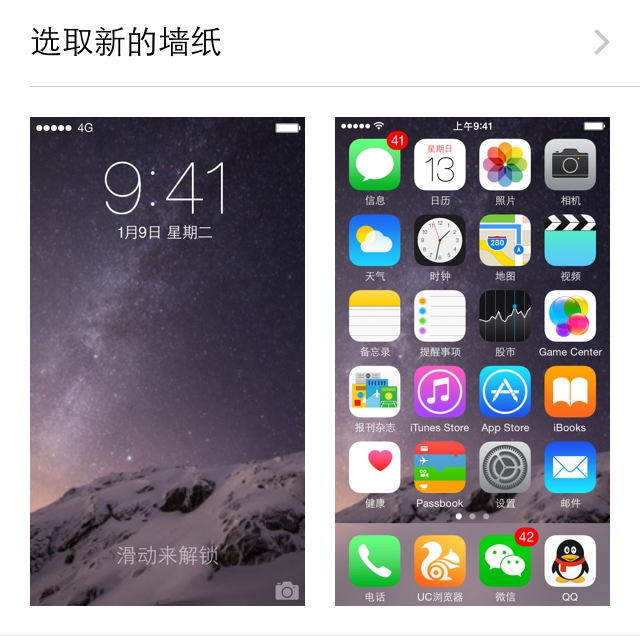 选取新的墙纸
4G
9:41
1月9日 星期二
滑动来解锁
上午9:41
41
星期日
13
信息
日历
照片
相机
280
天气
时钟
地图
视频
备忘录
提醒事项
股市
Game Center
报刊杂志
iTunes Store
App Store
iBooks
健康
Passbook
设置
邮件
42
电话
UC浏览器
微信
QQ